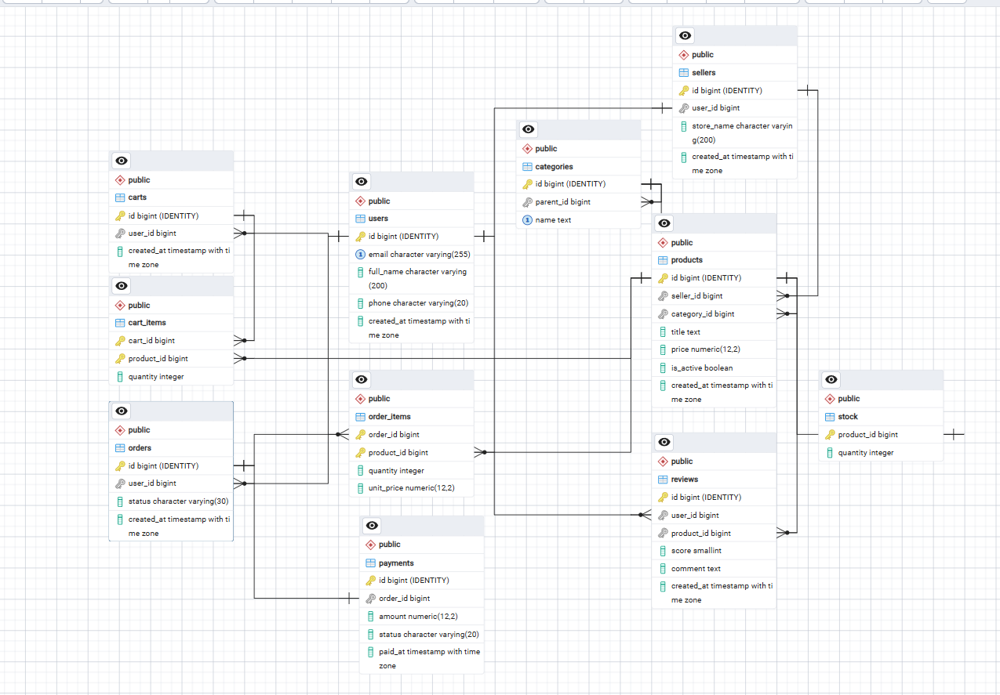 public
sellers
id bigint (IDENTITY)
user_id bigint
store_name character varyin
g(200)
created_at timestamp with ti
me zone
public
categories
id bigint (IDENTITY)
parent_id bigint
1 name text
public
carts
id bigint (IDENTITY)
user_id bigint
created_at timestamp with ti
me zone
public
users
id bigint (IDENTITY)
1 email character varying(255)
full_name character varying
(200)
phone character varying(20)
created_at timestamp with ti
me zone
public
products
id bigint (IDENTITY)
seller_id bigint
category_id bigint
title text
price numeric(12,2)
is_active boolean
created_at timestamp with ti
me zone
public
cart_items
cart_id bigint
product_id bigint
quantity integer
public
order_items
order_id bigint
product_id bigint
quantity integer
unit_price numeric(12,2)
public
stock
product_id bigint
quantity integer
public
orders
id bigint (IDENTITY)
user_id bigint
status character varying(30)
created_at timestamp with ti
me zone
public
reviews
id bigint (IDENTITY)
user_id bigint
product_id bigint
score smallint
comment text
created_at timestamp with ti
me zone
public
payments
id bigint (IDENTITY)
order_id bigint
amount numeric(12,2)
status character varying(20)
paid_at timestamp with time
zone